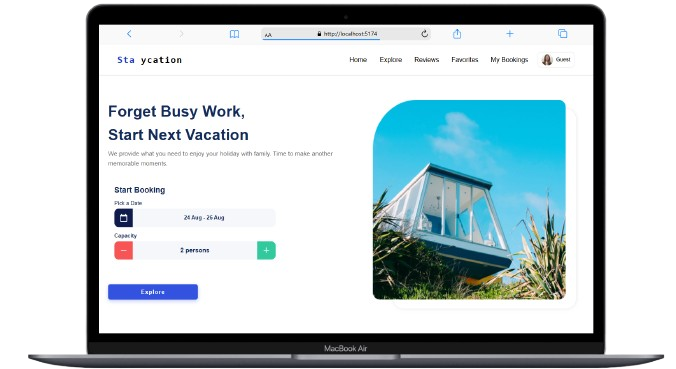 AA
http://localhost:5174
Sta ycation
Home Explore Reviews Favorites My Bookings Guest
Forget Busy Work,
Start Next Vacation
We provide what you need to enjoy your holiday with family. Time to make another
memorable moments.
Start Booking
Pick a Date
24 Aug - 25 Aug
Capacity
2 persons
Explore
MacBook Air